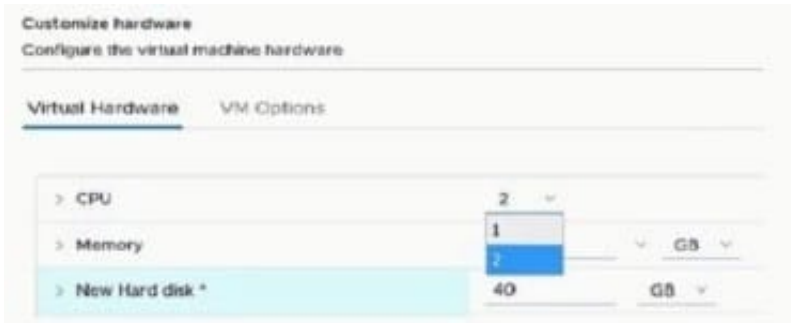 Customize hardware
Configure the virtual machine hardware
Virtual Hardware VM Options
> CPU 2
1
> Memory GB
2
> New Hard disk * 40 GB